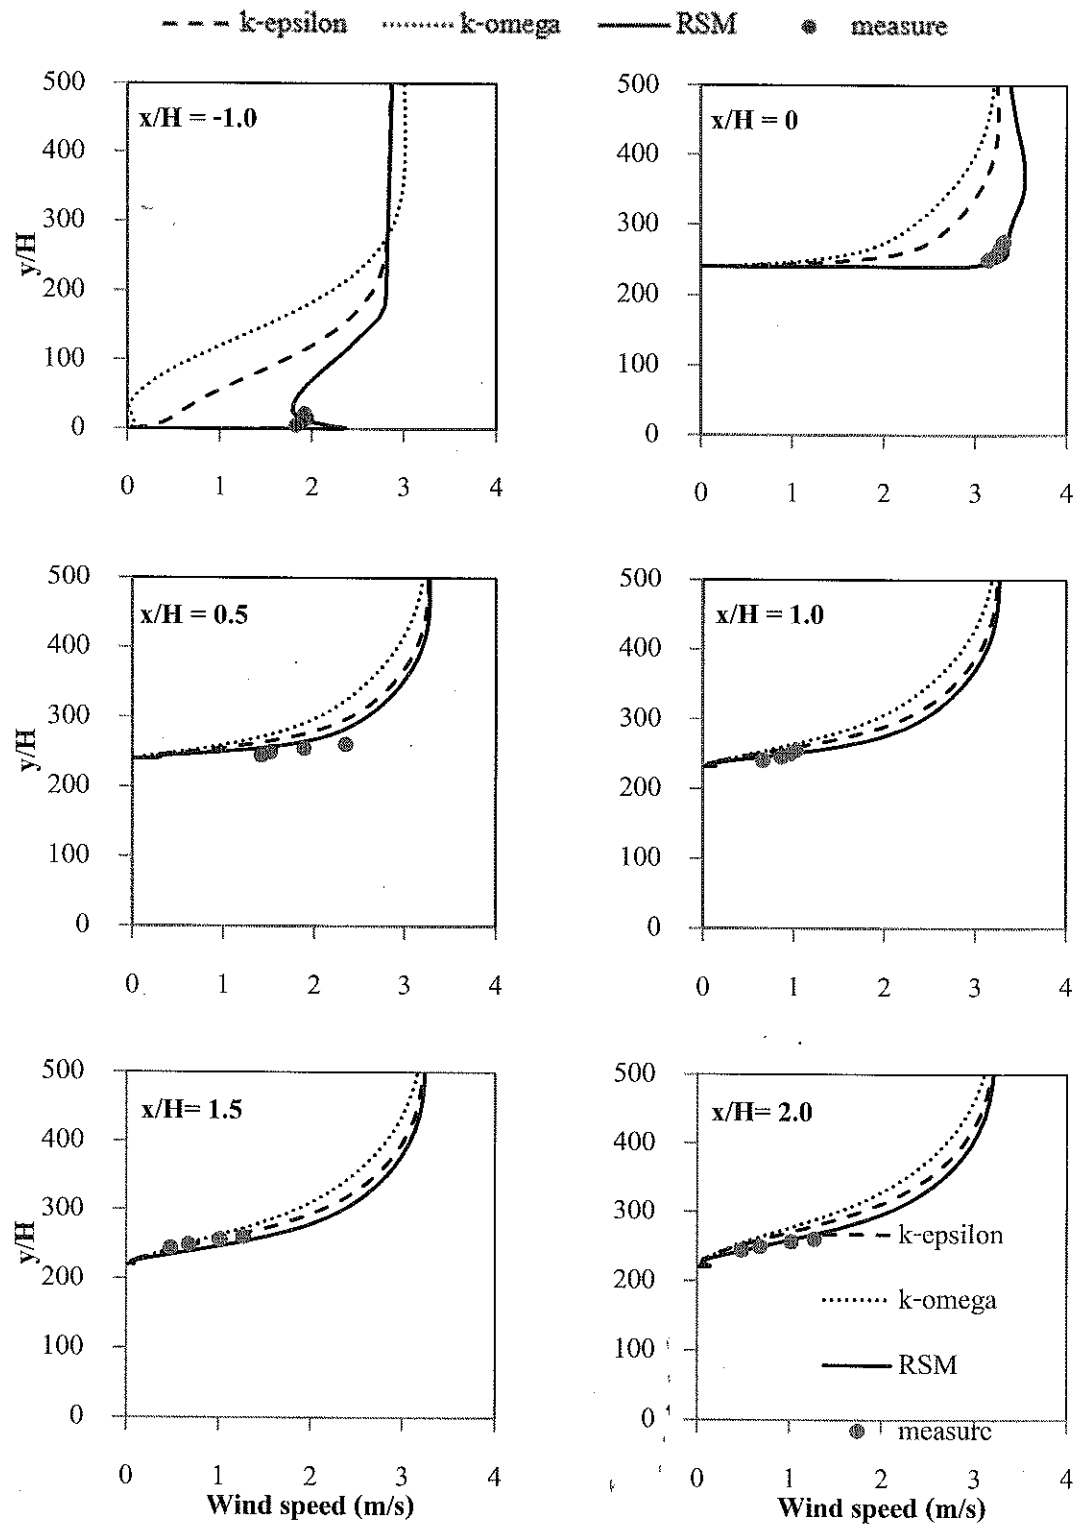 k-epsilon k-omega RSM measure
500
x/H = -1.0
400
300
200
100
0
y/H
0 1 2 3 4
500
x/H = 0
400
300
200
100
0
0 1 2 3 4
500
x/H = 0.5
400
300
200
100
0
y/H
0 1 2 3 4
500
x/H = 1.0
400
300
200
100
0
0 1 2 3 4
500
x/H= 1.5
400
300
200
100
0
y/H
0 1 2 3 4
Wind speed (m/s)
500
x/H= 2.0
400
300
200
100
0
k-epsilon
k-omega
RSM
measure
0 1 2 3 4
Wind speed (m/s)